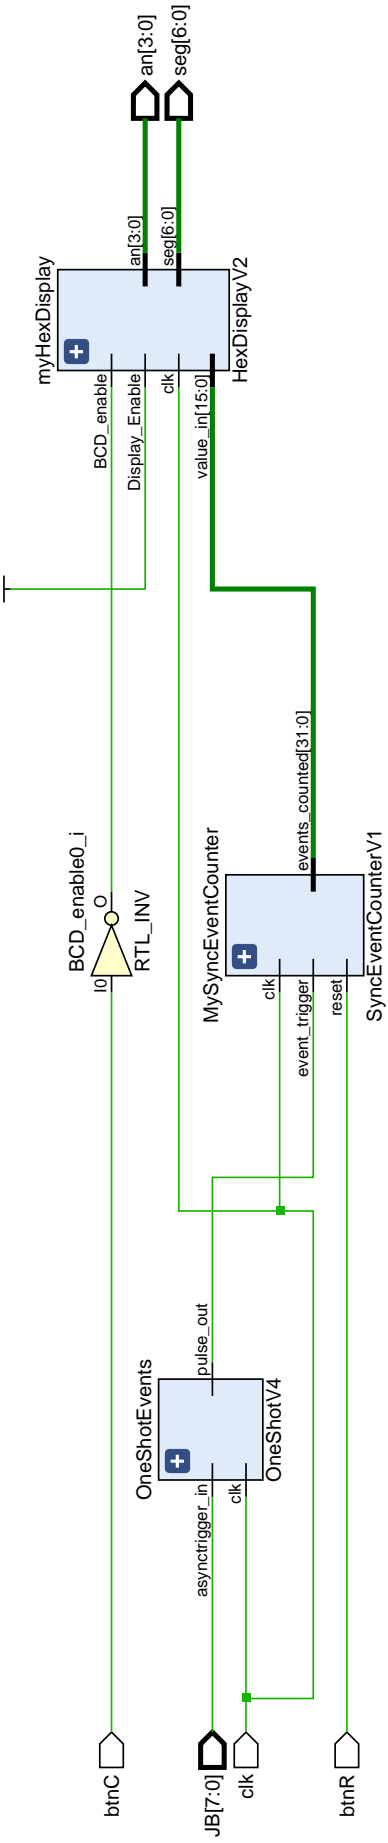 btnC
JB[7:0]
clk
btnR
OneShotEvents
asynctrigger_in
clk
pulse_out
OneShotV4
BCD_enable0_i
I0
O
RTL_INV
MySyncEventCounter
clk
event_trigger
reset
events_counted[31:0]
SyncEventCounterV1
myHexDisplay
BCD_enable
Display_Enable
clk
value_in[15:0]
an[3:0]
seg[6:0]
HexDisplayV2
an[3:0]
seg[6:0]